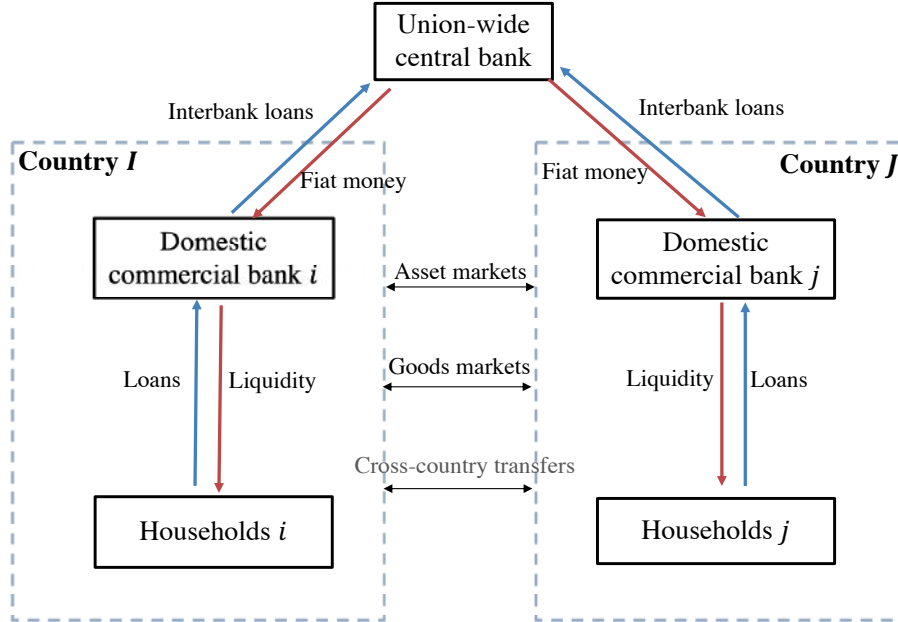 Union-wide
central bank
Interbank loans
Interbank loans
Country I
Country J
Fiat money
Fiat money
Domestic
commercial bank i
Domestic
commercial bank j
Asset markets
Goods markets
Loans
Liquidity
Liquidity
Loans
Cross-country transfers
Households i
Households j